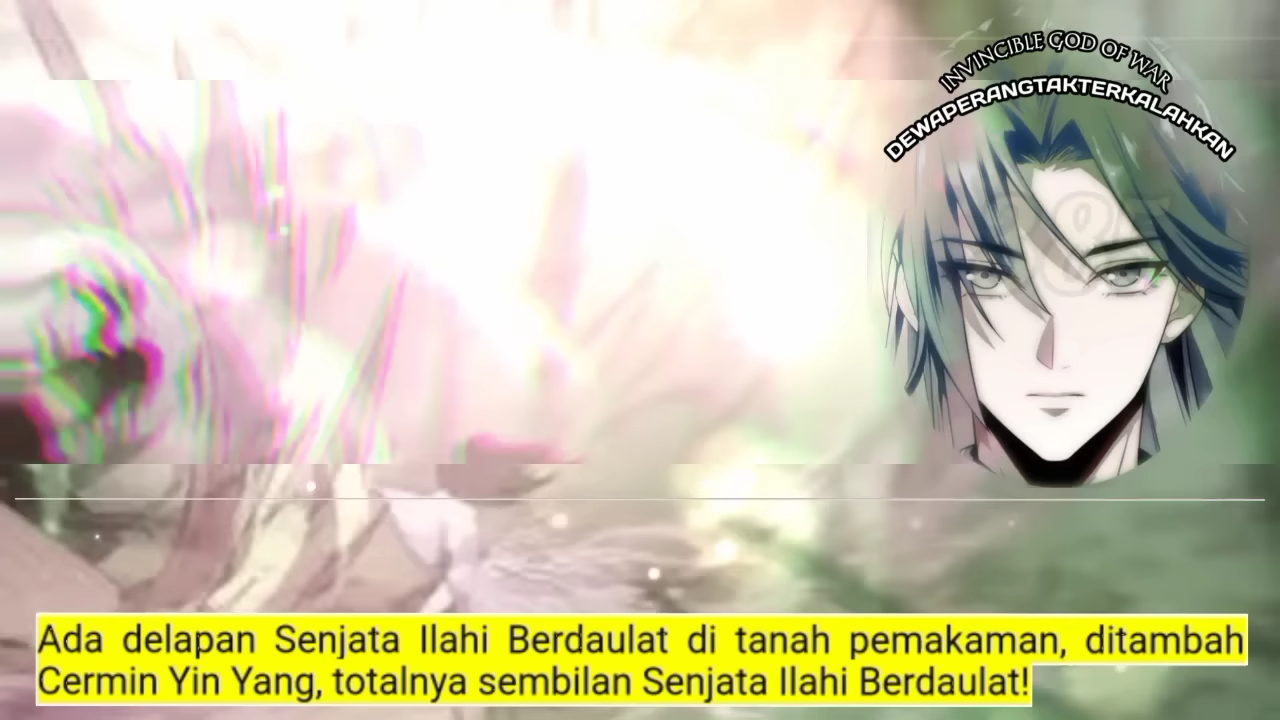 INVINCIBLE GOD OF WAR
DEWAPERANGTAKTERKALAHKAN
Ada delapan Senjata Ilahi Berdaulat di tanah pemakaman, ditambah
Cermin Yin Yang, totalnya sembilan Senjata Ilahi Berdaulat!